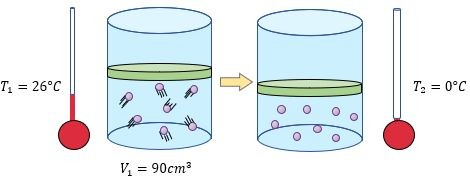 T₁ = 26°C
T₂ = 0°C
V₁ = 90cm³